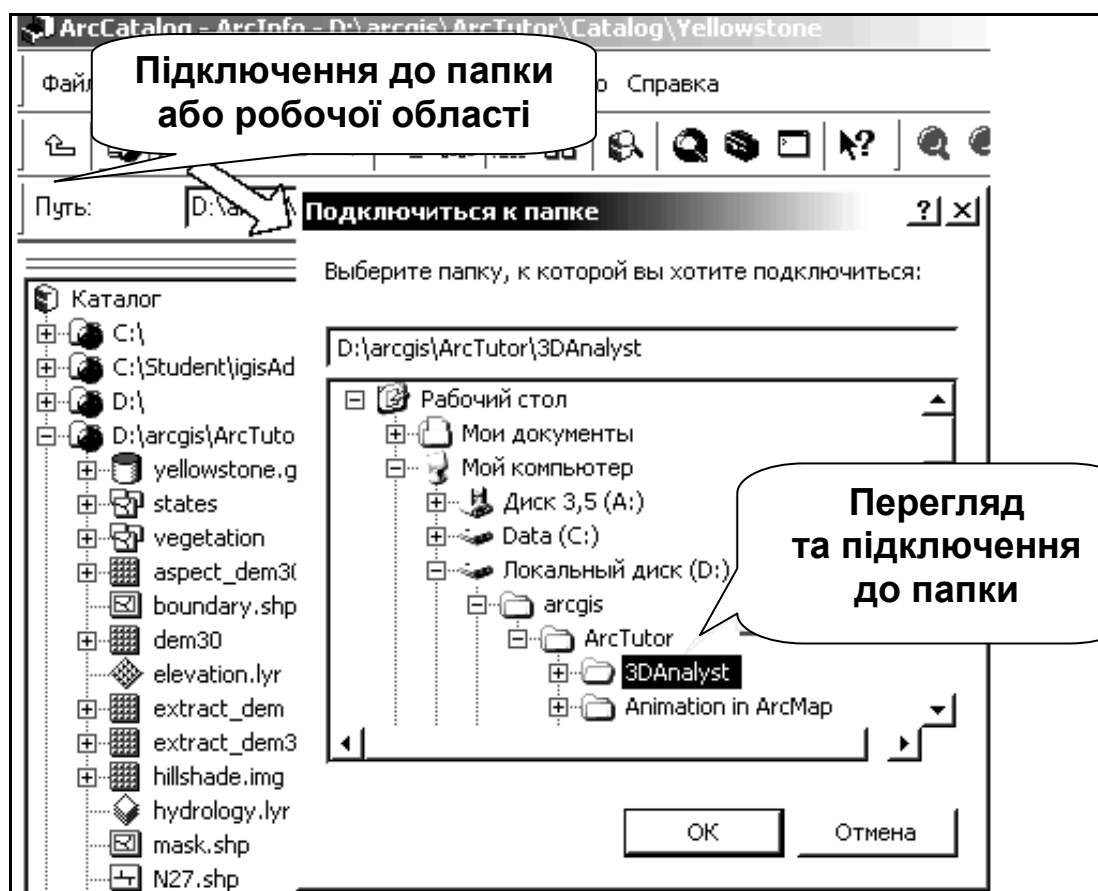 ArcCatalog - ArcInfo - D:\arcgis\ArcTutor\Catalog\Yellowstone
Підключення до папки
або робочої області
Файл
Справка
Путь:
D:\a
Подключиться к папке
Выберите папку, к которой вы хотите подключиться:
D:\arcgis\ArcTutor\3DAnalyst
Каталог
C:\
C:\Student\igisAd
D:\
D:\arcgis\ArcTuto
yellowstone.g
states
vegetation
aspect_dem30
boundary.shp
dem30
elevation.lyr
extract_dem
extract_dem3
hillshade.img
hydrology.lyr
mask.shp
N27.shp
Рабочий стол
Мои документы
Мой компьютер
Диск 3,5 (A:)
Data (C:)
Локальный диск (D:)
arcgis
ArcTutor
3DAnalyst
Animation in ArcMap
Перегляд
та підключення
до папки
ОК
Отмена